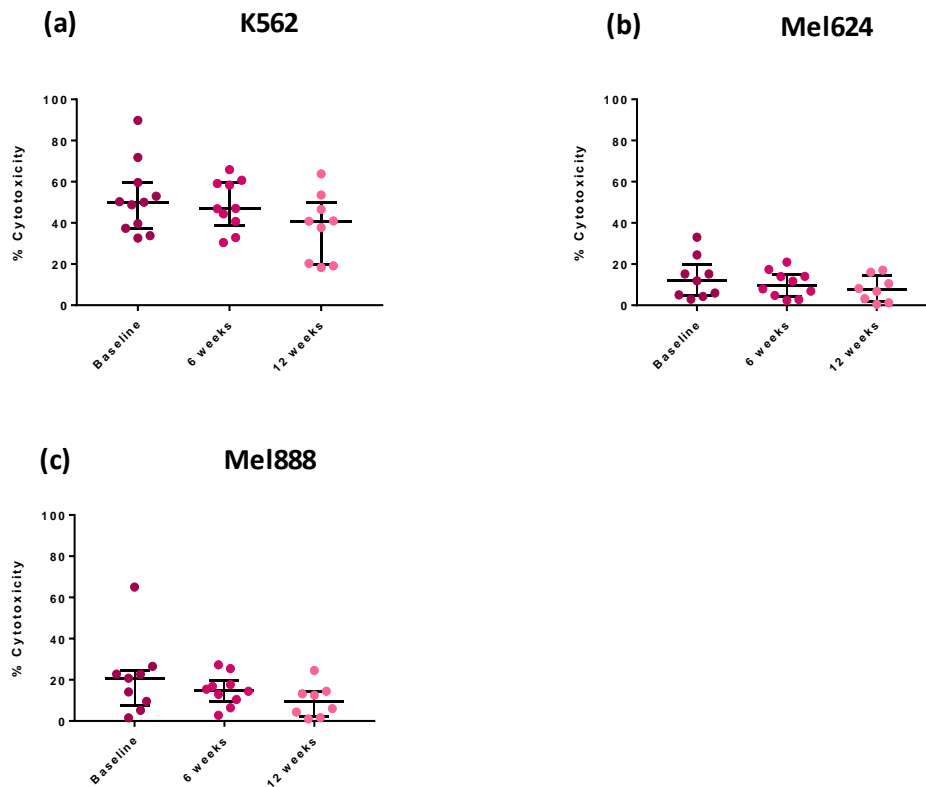 (a)
K562
% Cytotoxicity
100
80
60
40
20
0
Baseline
6 weeks
12 weeks
(b)
Mel624
% Cytotoxicity
100
80
60
40
20
0
Baseline
6 weeks
12 weeks
(c)
Mel888
% Cytotoxicity
100
80
60
40
20
0
Baseline
6 weeks
12 weeks